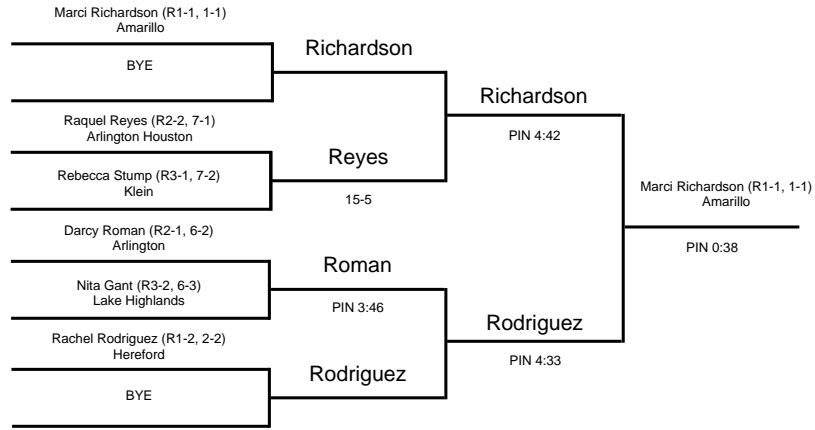 Marci Richardson (R1-1, 1-1)
Amarillo
BYE
Raquel Reyes (R2-2, 7-1)
Arlington Houston
Rebecca Stump (R3-1, 7-2)
Klein
Darcy Roman (R2-1, 6-2)
Arlington
Nita Gant (R3-2, 6-3)
Lake Highlands
Rachel Rodriguez (R1-2, 2-2)
Hereford
BYE
Richardson
Reyes
15-5
Roman
PIN 3:46
Rodriguez
Richardson
PIN 4:42
Rodriguez
PIN 4:33
Marci Richardson (R1-1, 1-1)
Amarillo
PIN 0:38